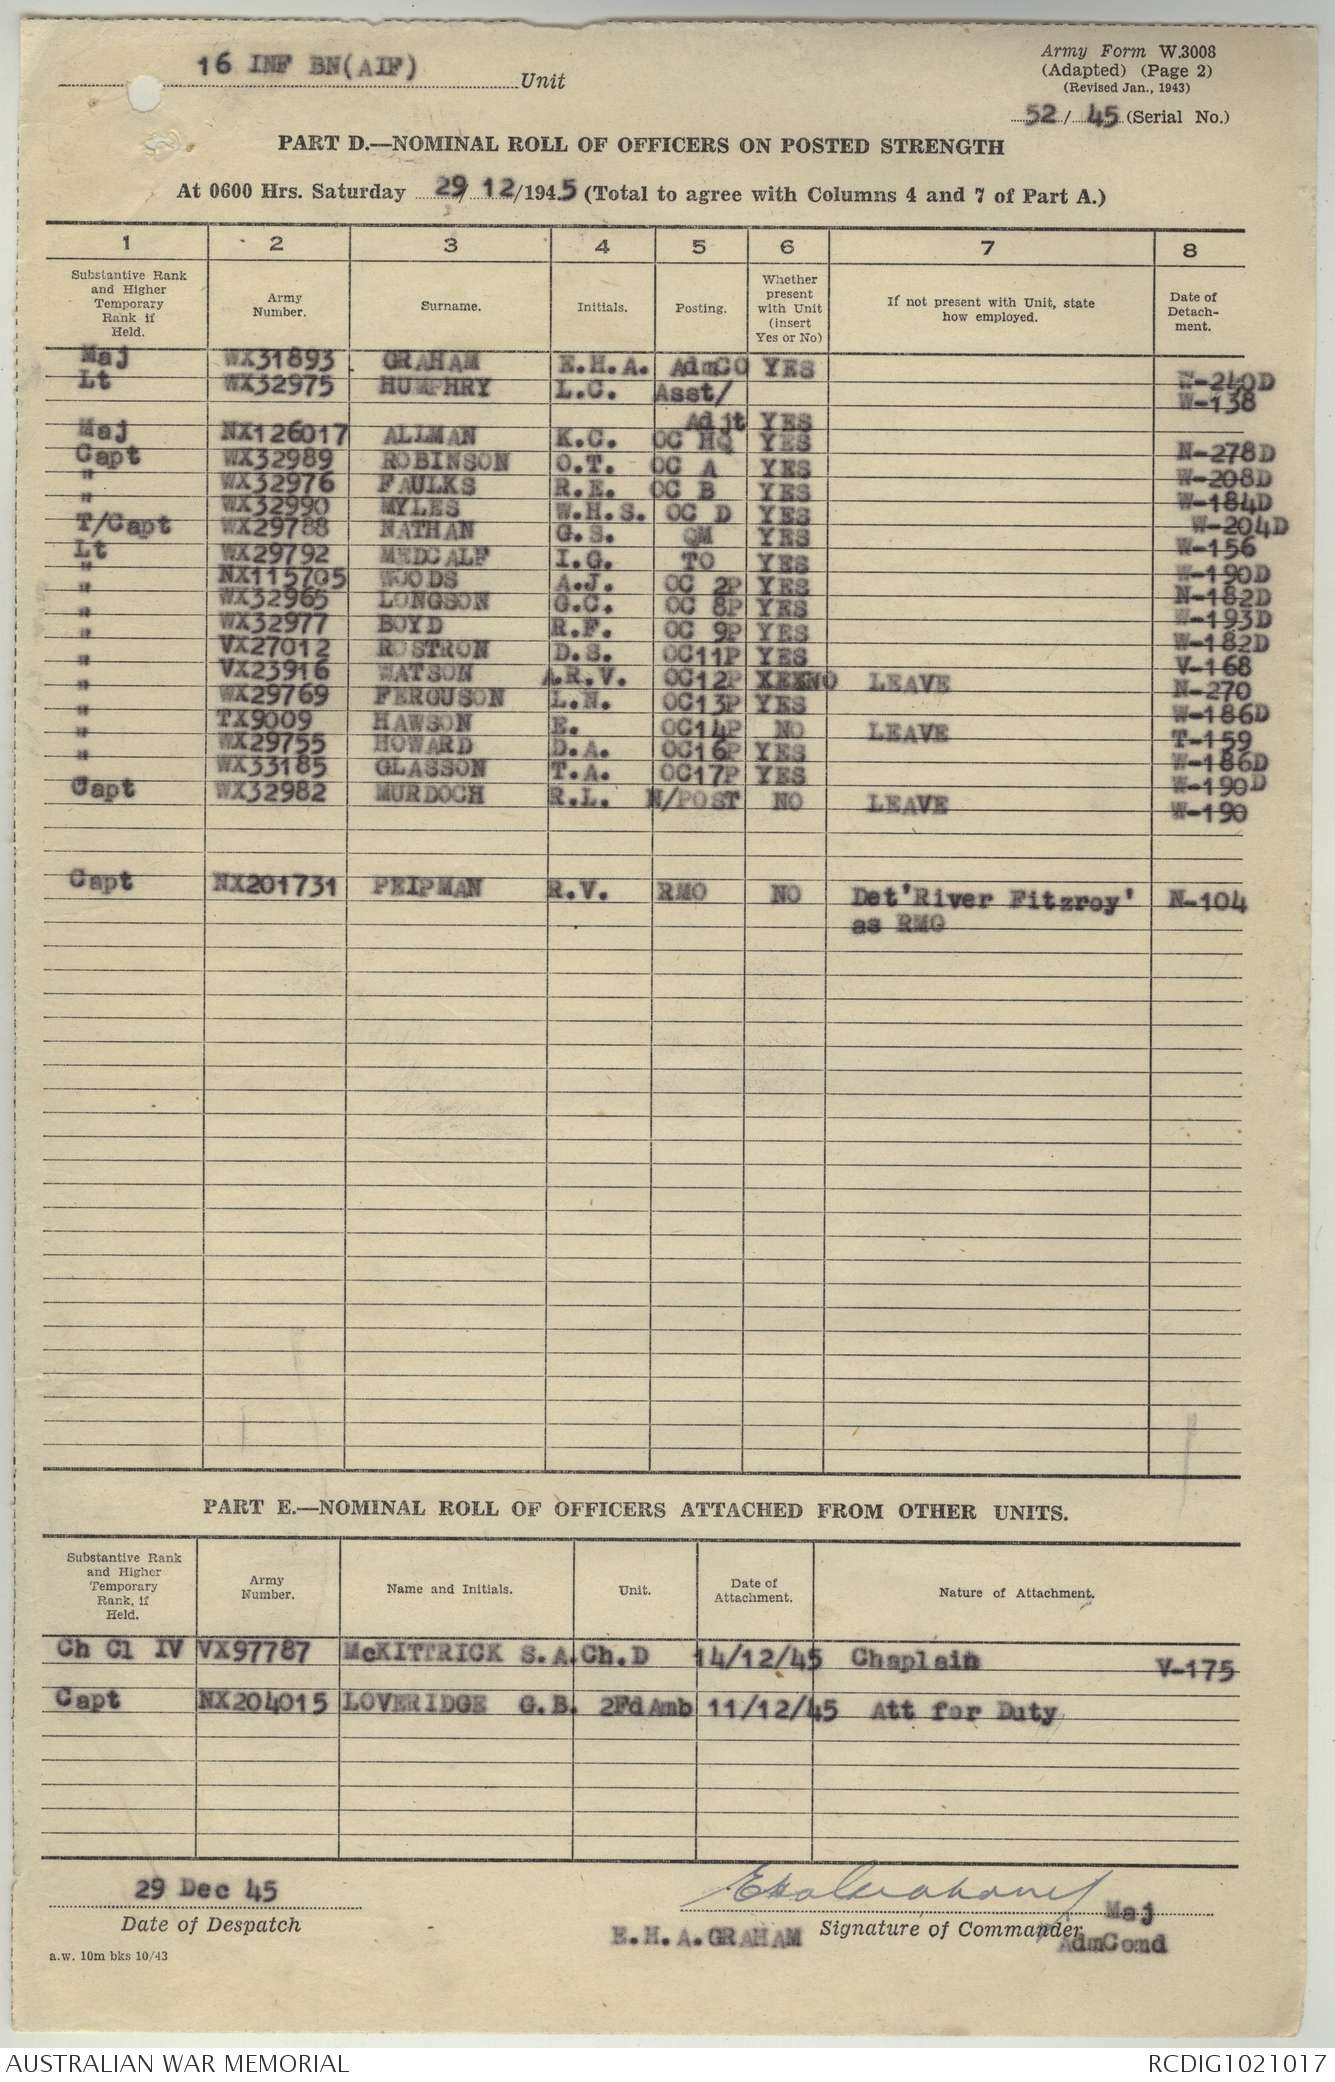 16 INF BN(AIF) Unit
Army Form W.3008
(Adapted) (Page 2)
(Revised Jan., 1943)
52 / 45 (Serial No.)
PART D.—NOMINAL ROLL OF OFFICERS ON POSTED STRENGTH
At 0600 Hrs. Saturday 29/ 12/1945 (Total to agree with Columns 4 and 7 of Part A.)
1 2 3 4 5 6 7 8
Substantive Rank and Higher Temporary Rank if Held. Army Number. Surname. Initials. Posting. Whether present with Unit (insert Yes or No) If not present with Unit, state how employed. Date of Detachment.
Maj WX31893 GRAHAM E.H.A. AdmCO YES W-240D
Lt WX32975 HUMPHRY L.C. Asst/ W-138
Adjt YES
Maj NX126017 ALLMAN K.C. OC HQ YES N-278D
Capt WX32989 ROBINSON O.T. OC A YES W-208D
" WX32976 FAULKS R.E. OC B YES W-184D
" WX32990 MYLES W.H.S. OC D YES W-204D
T/Capt WX29788 NATHAN G.S. QM YES W-156
Lt WX29792 MEDCALF I.G. TO YES W-190D
" NX115705 WOODS A.J. OC 2P YES N-182D
" WX32965 LONGSON G.C. OC 8P YES W-193D
" WX32977 BOYD R.F. OC 9P YES W-182D
" VX27012 ROSTRON D.S. OC11P YES V-168
" VX23916 WATSON A.R.V. OC12P XEXNO LEAVE N-270
" WX29769 FERGUSON L.N. OC13P YES W-186D
" TX9009 HAWSON E. OC14P NO LEAVE T-159
" WX29755 HOWARD D.A. OC16P YES W-186D
" WX33185 GLASSON T.A. OC17P YES W-190D
Capt WX32982 MURDOCH R.L. N/POST NO LEAVE W-190
Capt NX201731 PEIPMAN R.V. RMO NO Det'River Fitzroy' N-104
as RMO
PART E.—NOMINAL ROLL OF OFFICERS ATTACHED FROM OTHER UNITS.
Substantive Rank and Higher Temporary Rank, if Held. Army Number. Name and Initials. Unit. Date of Attachment. Nature of Attachment.
Ch Cl IV VX97787 McKITTRICK S.A. Ch.D 14/12/45 Chaplain V-175
Capt NX204015 LOVERIDGE G.B. 2FdAmb 11/12/45 Att for Duty
29 Dec 45
Date of Despatch
E.H.A. Graham Maj
E.H.A.GRAHAM Signature of Commander
AdmComd
a.w. 10m bks 10/43
AUSTRALIAN WAR MEMORIAL RCDIG1021017